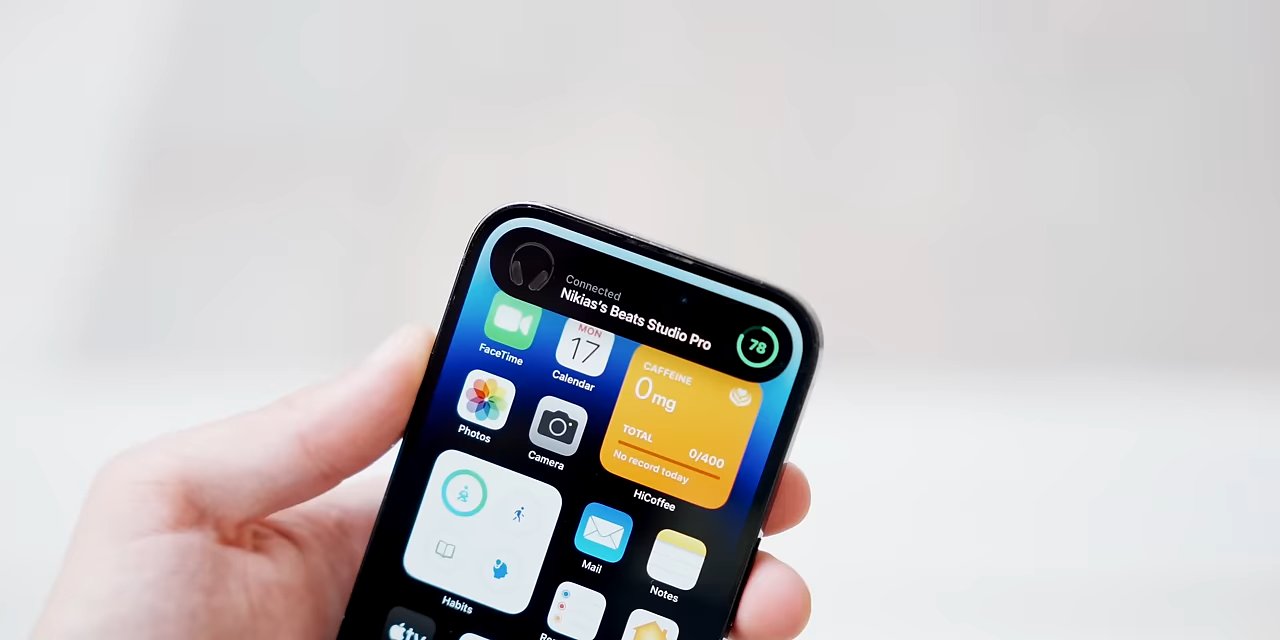 Connected
Nikias's Beats Studio Pro
78
FaceTime
MON
17
Calendar
CAFFEINE
0mg
TOTAL
0/400
No record today
HiCoffee
Photos
Camera
Habits
Mail
Notes
tv